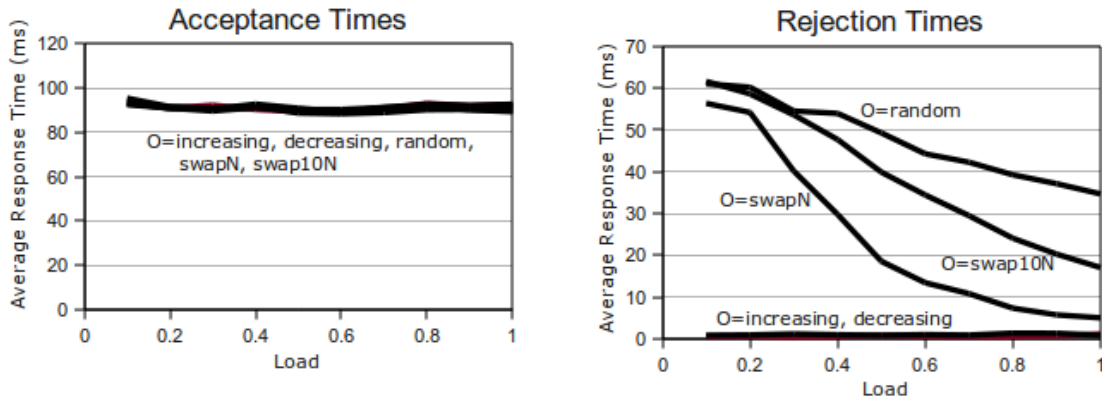 Acceptance Times
Average Response Time (ms)
120
100
80
60
40
20
0
O=increasing, decreasing, random,
swapN, swap10N
0
0.2
0.4
0.6
0.8
1
Load
Rejection Times
Average Response Time (ms)
70
60
50
40
30
20
10
0
O=random
O=swapN
O=swap10N
O=increasing, decreasing
0
0.2
0.4
0.6
0.8
1
Load